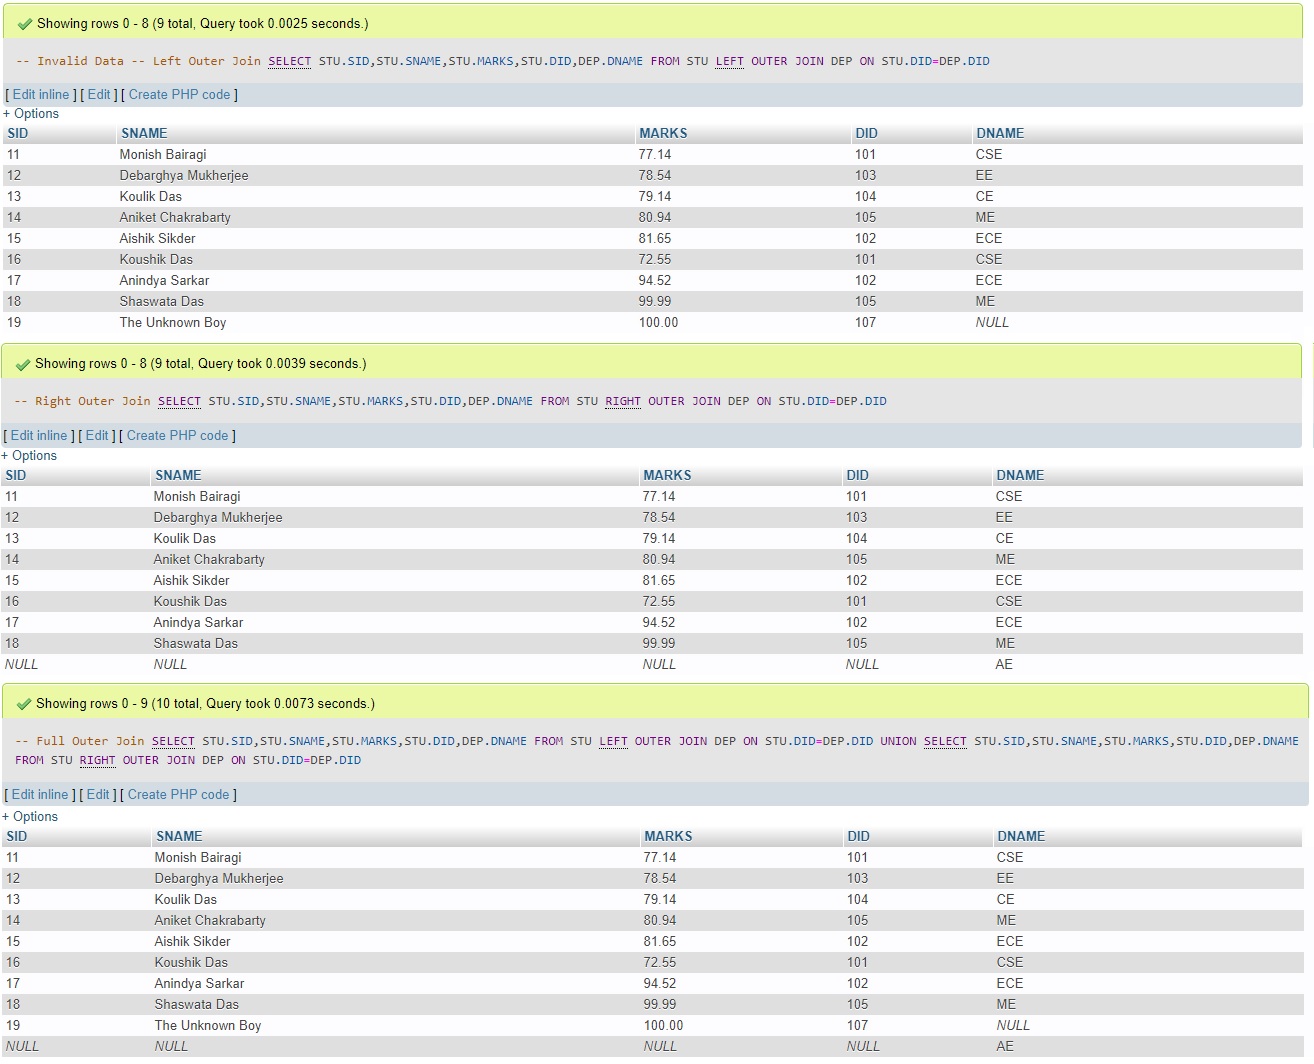 Showing rows 0 - 8 (9 total, Query took 0.0025 seconds.)
-- Invalid Data -- Left Outer Join SELECT STU.SID,STU.SNAME,STU.MARKS,STU.DID,DEP.DNAME FROM STU LEFT OUTER JOIN DEP ON STU.DID=DEP.DID
[ Edit inline ] [ Edit ] [ Create PHP code ]
+ Options
SID SNAME MARKS DID DNAME
11 Monish Bairagi 77.14 101 CSE
12 Debarghya Mukherjee 78.54 103 EE
13 Koulik Das 79.14 104 CE
14 Aniket Chakrabarty 80.94 105 ME
15 Aishik Sikder 81.65 102 ECE
16 Koushik Das 72.55 101 CSE
17 Anindya Sarkar 94.52 102 ECE
18 Shaswata Das 99.99 105 ME
19 The Unknown Boy 100.00 107 NULL
Showing rows 0 - 8 (9 total, Query took 0.0039 seconds.)
-- Right Outer Join SELECT STU.SID,STU.SNAME,STU.MARKS,STU.DID,DEP.DNAME FROM STU RIGHT OUTER JOIN DEP ON STU.DID=DEP.DID
[ Edit inline ] [ Edit ] [ Create PHP code ]
+ Options
SID SNAME MARKS DID DNAME
11 Monish Bairagi 77.14 101 CSE
12 Debarghya Mukherjee 78.54 103 EE
13 Koulik Das 79.14 104 CE
14 Aniket Chakrabarty 80.94 105 ME
15 Aishik Sikder 81.65 102 ECE
16 Koushik Das 72.55 101 CSE
17 Anindya Sarkar 94.52 102 ECE
18 Shaswata Das 99.99 105 ME
NULL NULL NULL NULL AE
Showing rows 0 - 9 (10 total, Query took 0.0073 seconds.)
-- Full Outer Join SELECT STU.SID,STU.SNAME,STU.MARKS,STU.DID,DEP.DNAME FROM STU LEFT OUTER JOIN DEP ON STU.DID=DEP.DID UNION SELECT STU.SID,STU.SNAME,STU.MARKS,STU.DID,DEP.DNAME
FROM STU RIGHT OUTER JOIN DEP ON STU.DID=DEP.DID
[ Edit inline ] [ Edit ] [ Create PHP code ]
+ Options
SID SNAME MARKS DID DNAME
11 Monish Bairagi 77.14 101 CSE
12 Debarghya Mukherjee 78.54 103 EE
13 Koulik Das 79.14 104 CE
14 Aniket Chakrabarty 80.94 105 ME
15 Aishik Sikder 81.65 102 ECE
16 Koushik Das 72.55 101 CSE
17 Anindya Sarkar 94.52 102 ECE
18 Shaswata Das 99.99 105 ME
19 The Unknown Boy 100.00 107 NULL
NULL NULL NULL NULL AE